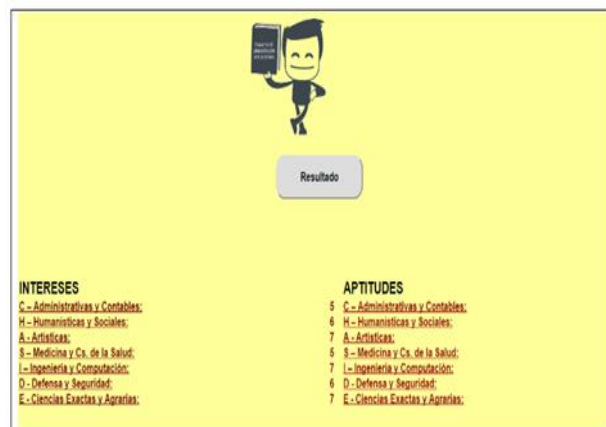 Resultado
INTERESES
C – Administrativas y Contables: 5
H – Humanísticas y Sociales: 6
A - Artísticas: 7
S – Medicina y Cs. de la Salud: 5
I – Ingeniería y Computación: 7
D - Defensa y Seguridad: 6
E - Ciencias Exactas y Agrarias: 7
APTITUDES
C – Administrativas y Contables:
H – Humanísticas y Sociales:
A - Artísticas:
S – Medicina y Cs. de la Salud:
I – Ingeniería y Computación:
D - Defensa y Seguridad:
E - Ciencias Exactas y Agrarias: